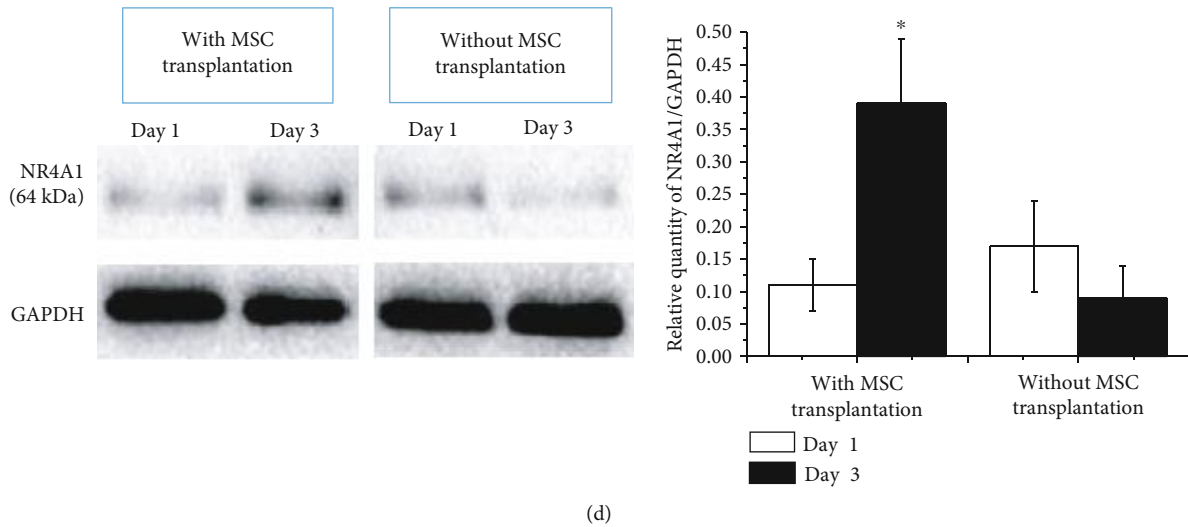 With MSC
transplantation
Without MSC
transplantation
Day 1
Day 3
Day 1
Day 3
NR4A1
(64 kDa)
GAPDH
*
Relative quantity of NR4A1/GAPDH
0.50
0.45
0.40
0.35
0.30
0.25
0.20
0.15
0.10
0.05
0.00
With MSC
transplantation
Without MSC
transplantation
Day 1
Day 3
(d)